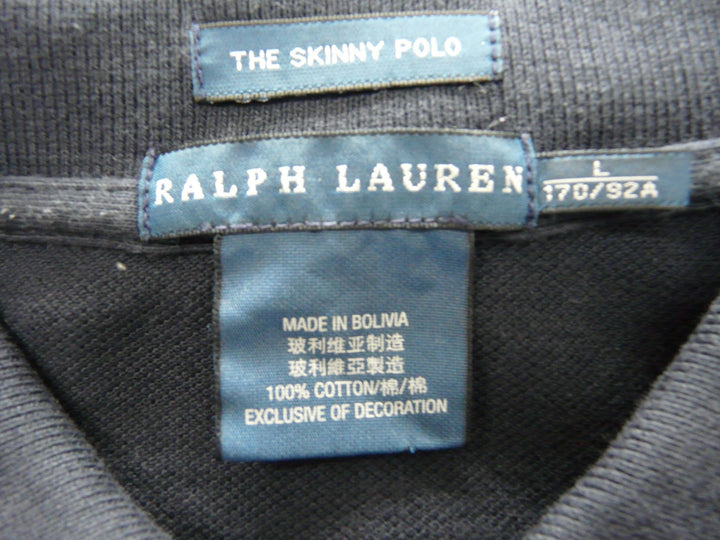 THE SKINNY POLO
RALPH LAUREN
L
170/92A
MADE IN BOLIVIA
玻利维亚制造
玻利維亞製造
100% COTTON/棉/棉
EXCLUSIVE OF DECORATION